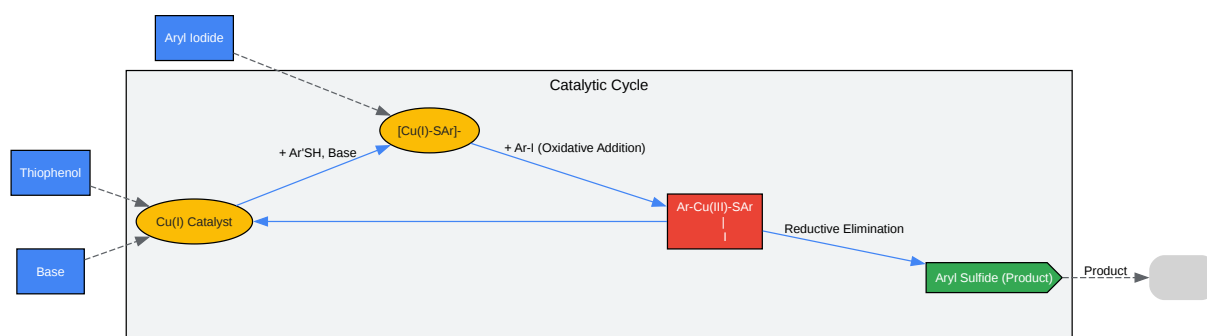 Aryl Iodide
Catalytic Cycle
[Cu(I)-SAr]-
+ Ar'SH, Base
+ Ar-I (Oxidative Addition)
Thiophenol
Cu(I) Catalyst
Ar-Cu(III)-SAr
|
I
Reductive Elimination
Base
Aryl Sulfide (Product)
Product